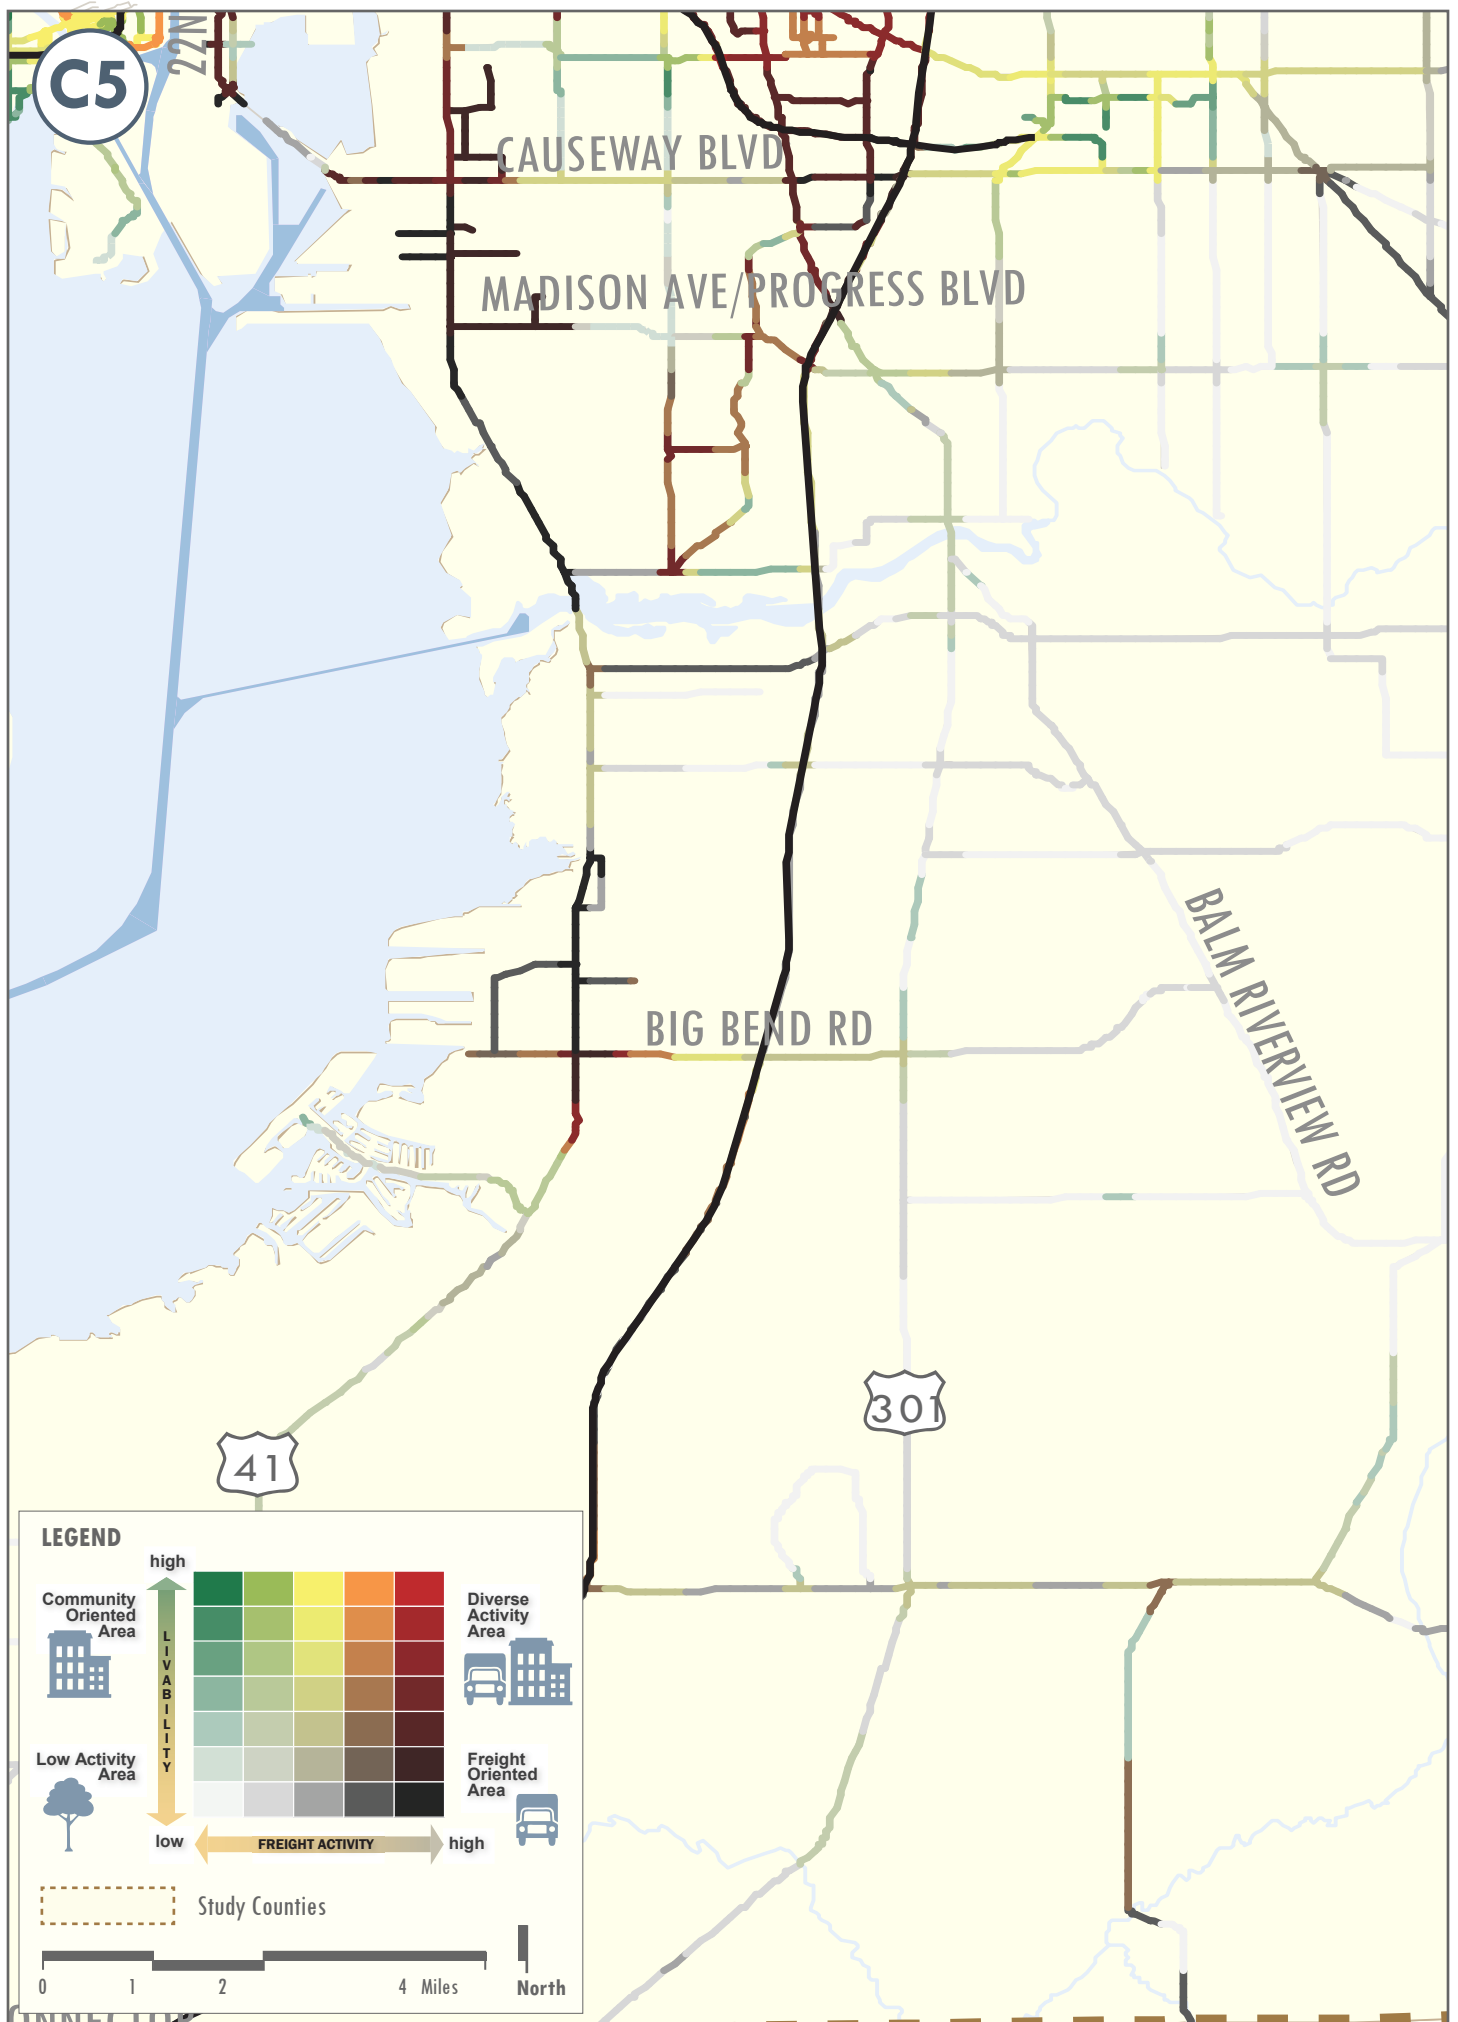 C5
22N
CAUSEWAY BLVD
MADISON AVE/PROGRESS BLVD
BALM RIVERVIEW RD
BIG BEND RD
301
41
LEGEND
high
Community
Oriented
Area
LIVABILITY
Diverse
Activity
Area
Low Activity
Area
Freight
Oriented
Area
low
FREIGHT ACTIVITY
high
Study Counties
0 1 2 4 Miles
North